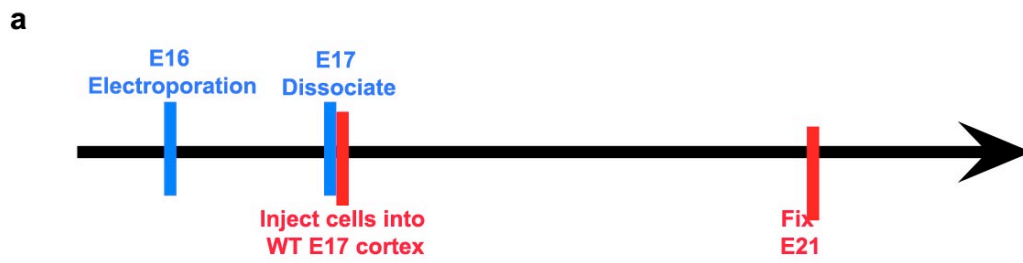 a
E16
Electroporation
E17
Dissociate
Inject cells into
WT E17 cortex
Fix
E21